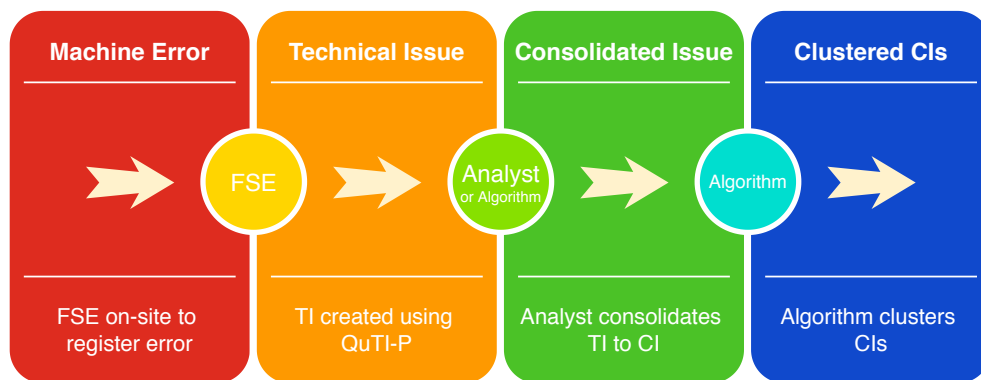 Machine Error
Technical Issue
Consolidated Issue
Clustered CIs
FSE
Analyst
or Algorithm
Algorithm
FSE on-site to
register error
TI created using
QuTI-P
Analyst consolidates
TI to CI
Algorithm clusters
CIs